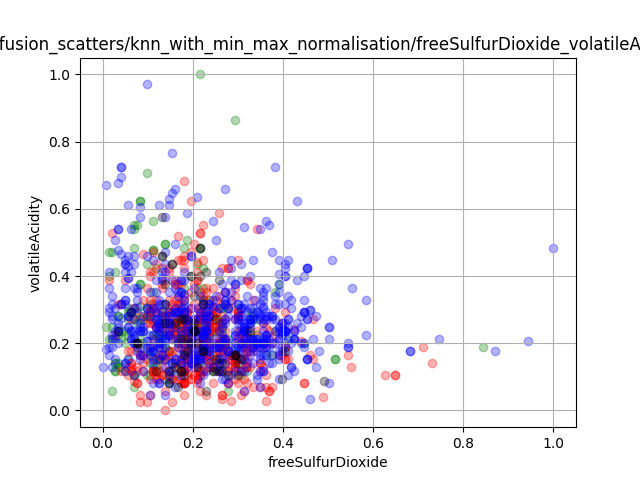 fusion_scatters/knn_with_min_max_normalisation/freeSulfurDioxide_volatileA
1.0
0.8
0.6
0.4
0.2
0.0
volatileAcidity
0.0 0.2 0.4 0.6 0.8 1.0
freeSulfurDioxide